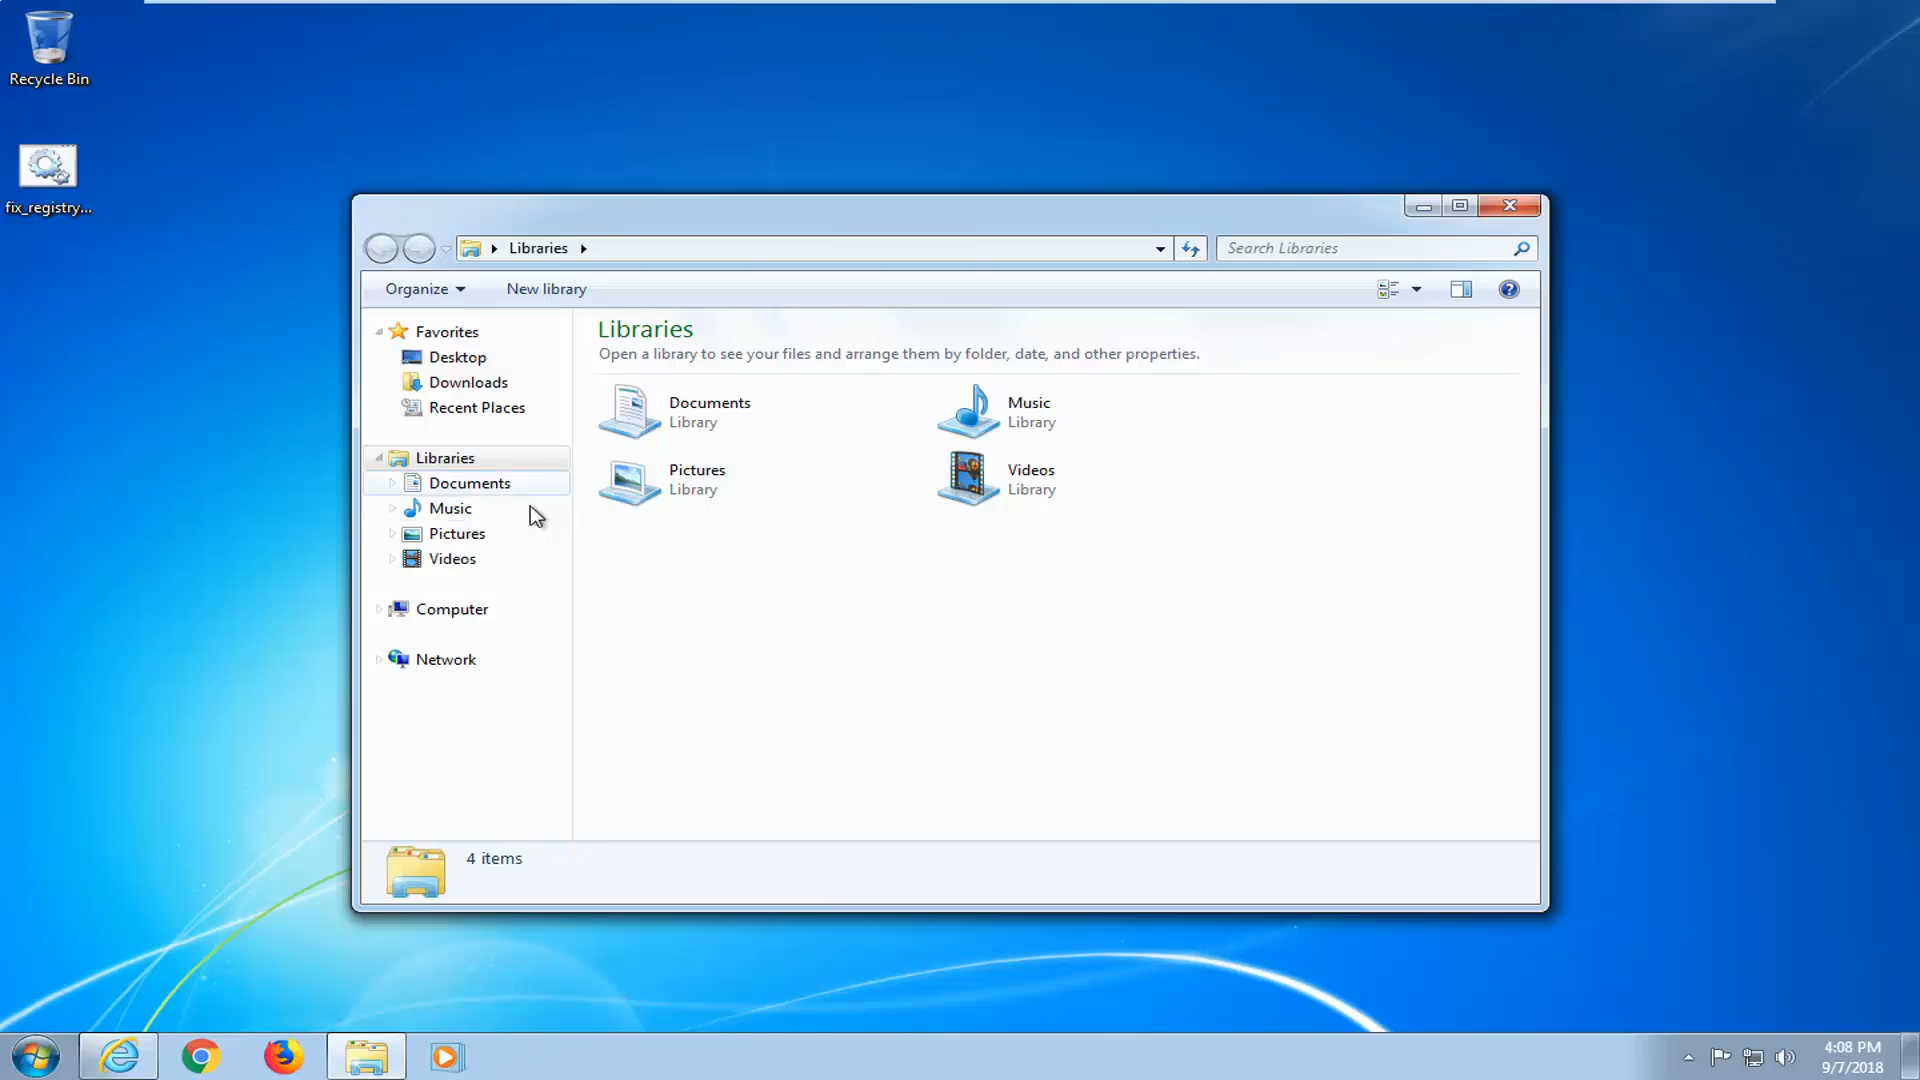 Recycle Bin
fix_registry...
Libraries
Search Libraries
Organize
New library
Favorites
Desktop
Downloads
Recent Places
Libraries
Documents
Music
Pictures
Videos
Computer
Network
Libraries
Open a library to see your files and arrange them by folder, date, and other properties.
Documents
Library
Music
Library
Pictures
Library
Videos
Library
4 items
4:08 PM
9/7/2018